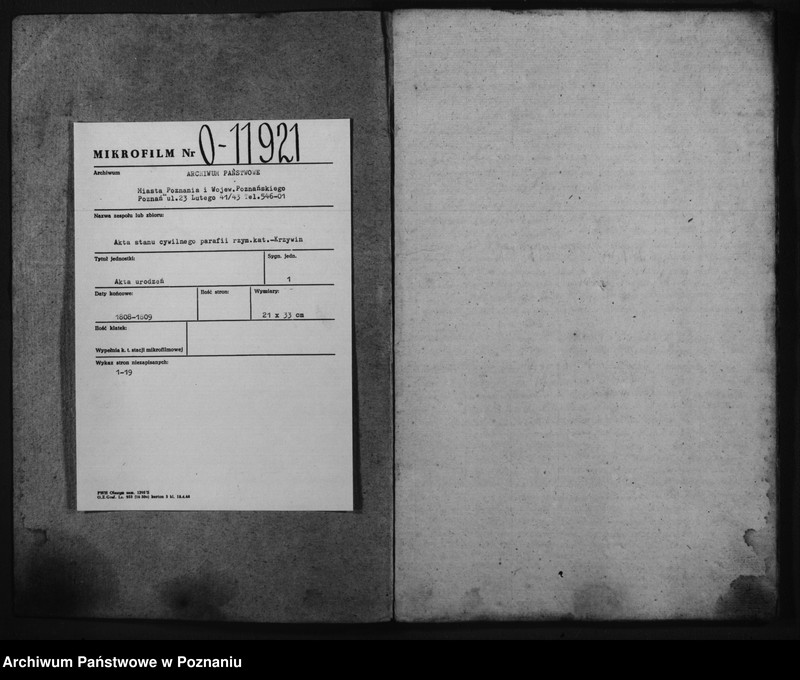 MIKROFILM Nr O-11921
Archiwum
ARCHIWUM PAŃSTWOWE
Miasta Poznania i Wojew.Poznańskiego
Poznań ul.23 Lutego 41/43 Tel.546-01
Nazwa zespołu lub zbioru:
Akta stanu cywilnego parafii rzym.kat.-Krzywin
Tytuł jednostki:
Sygn. jedn.
Akta urodzeń
1
Daty końcowe:
Ilość stron:
Wymiary:
1808-1809
21 x 33 cm
Ilość klatek:
Wypełnia k. t. stacji mikrofilmowej
Wykaz stron niezapisanych:
1-19
Archiwum Państwowe w Poznaniu